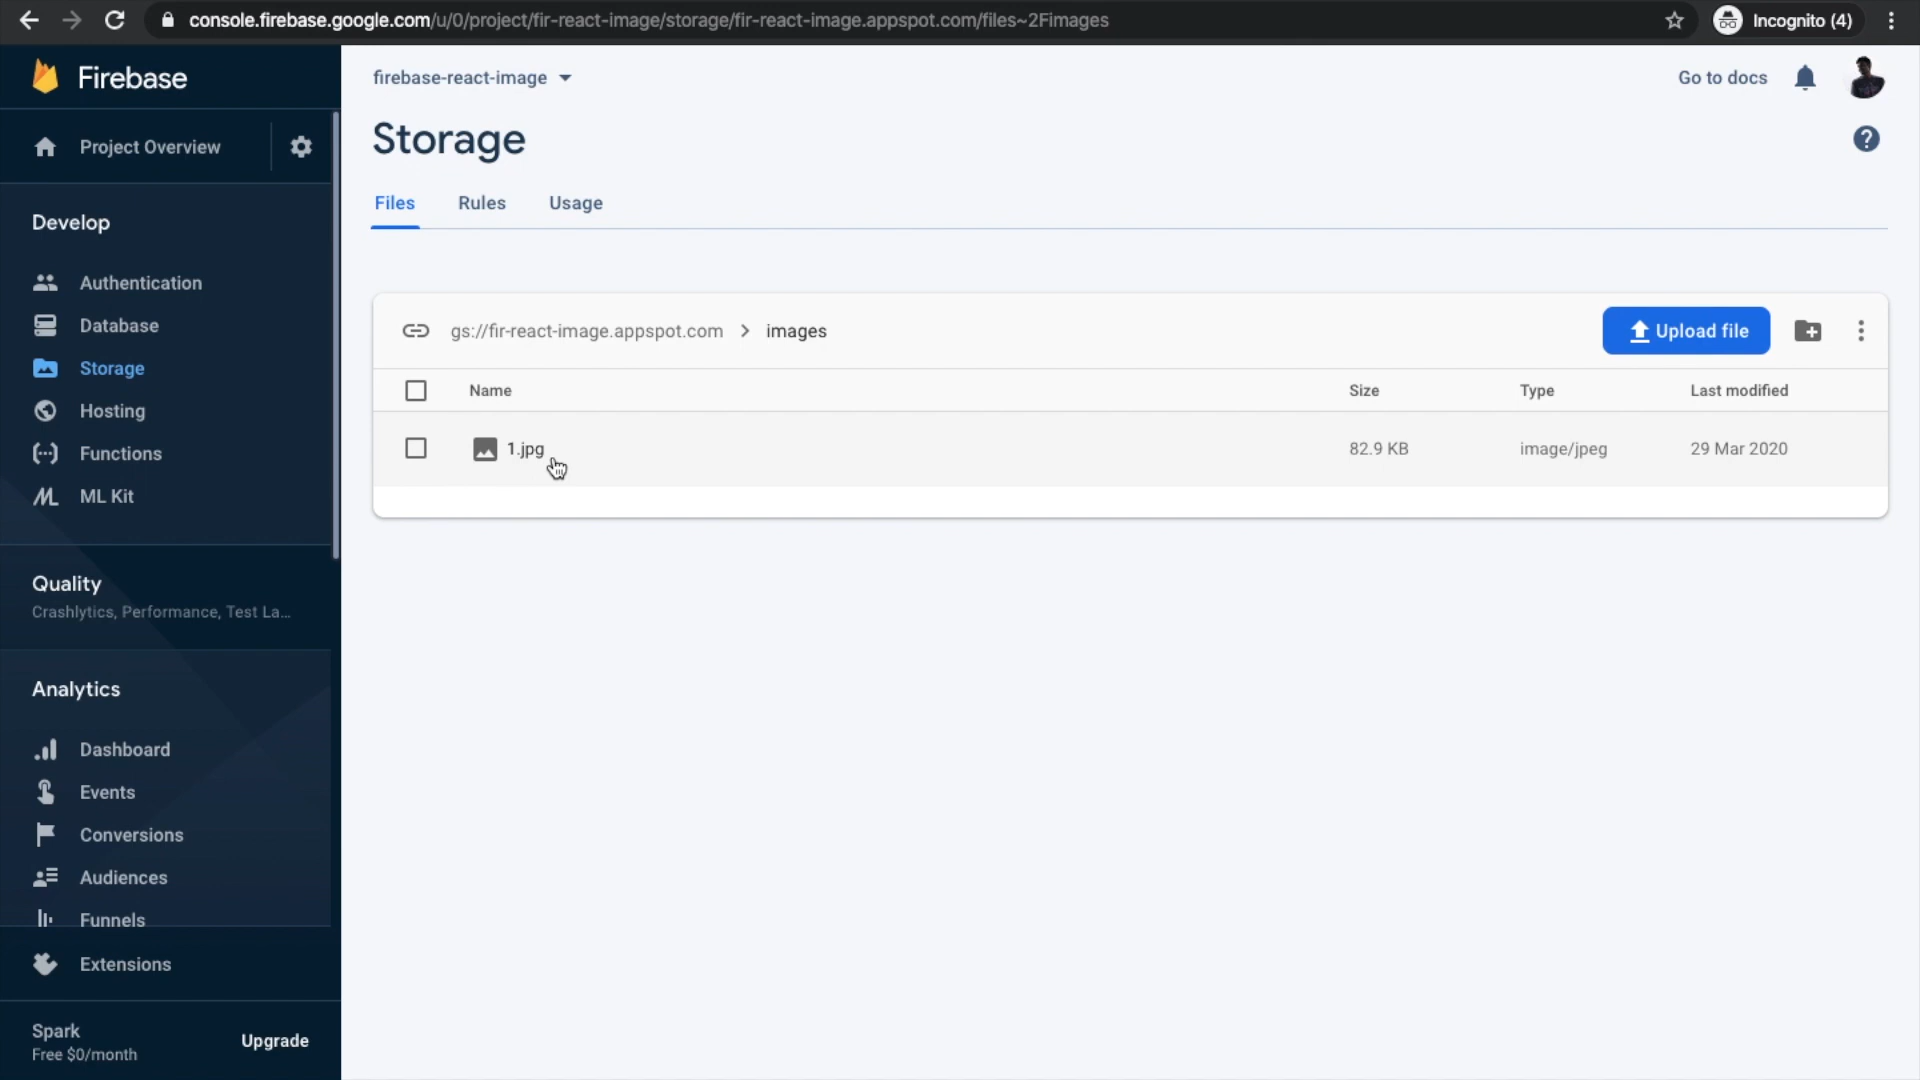 console.firebase.google.com/u/0/project/fir-react-image/storage/fir-react-image.appspot.com/files~2Fimages
Incognito (4)
Firebase
firebase-react-image
Go to docs
Project Overview
Storage
Files Rules Usage
Develop
Authentication
Database
Storage
Hosting
Functions
ML Kit
gs://fir-react-image.appspot.com > images
Upload file
Name Size Type Last modified
1.jpg 82.9 KB image/jpeg 29 Mar 2020
Quality
Crashlytics, Performance, Test La...
Analytics
Dashboard
Events
Conversions
Audiences
Funnels
Extensions
Spark
Free $0/month
Upgrade